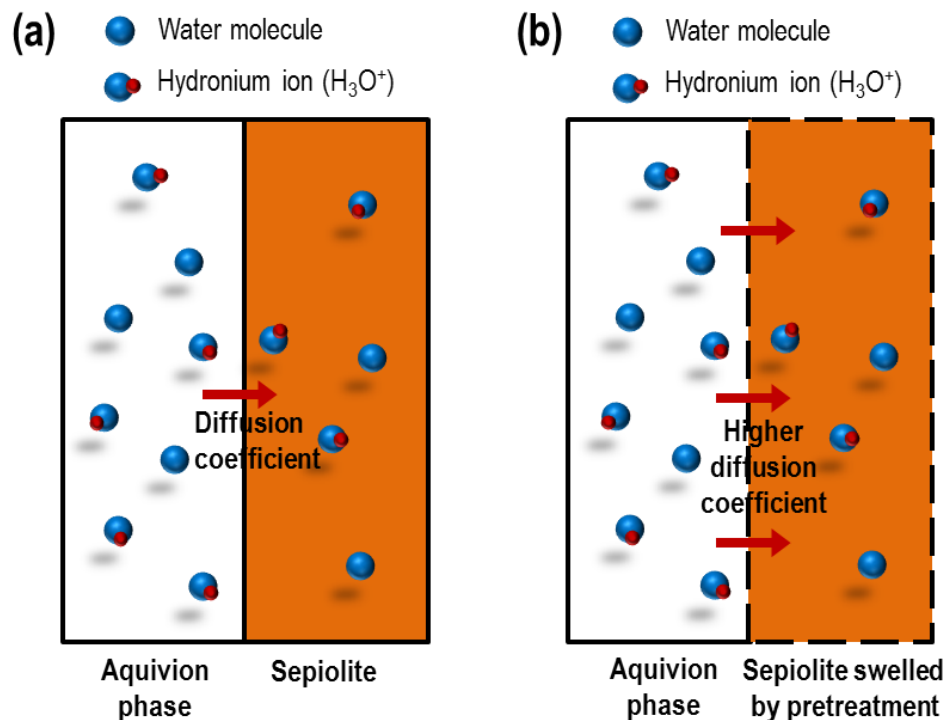 (a)
Water molecule
Hydronium ion (H₃O⁺)
Diffusion
coefficient
Aquivion
phase
Sepiolite
(b)
Water molecule
Hydronium ion (H₃O⁺)
Higher
diffusion
coefficient
Aquivion
phase
Sepiolite swelled
by pretreatment